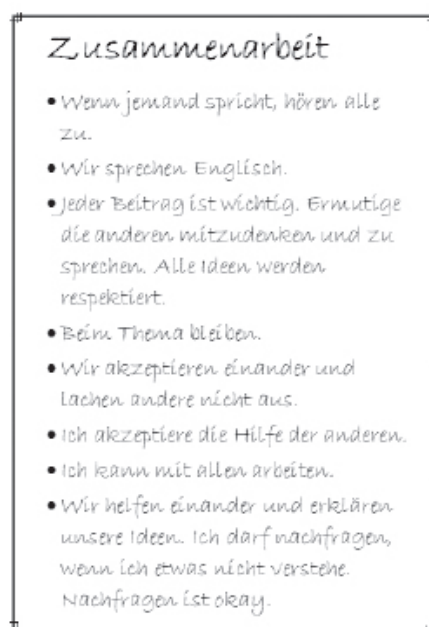 Zusammenarbeit
• Wenn jemand spricht, hören alle
zu.
• Wir sprechen Englisch.
• Jeder Beitrag ist wichtig. Ermutige
die anderen mitzudenken und zu
sprechen. Alle Ideen werden
respektiert.
• Beim Thema bleiben.
• Wir akzeptieren einander und
lachen andere nicht aus.
• Ich akzeptiere die Hilfe der anderen.
• Ich kann mit allen arbeiten.
• Wir helfen einander und erklären
unsere Ideen. Ich darf nachfragen,
wenn ich etwas nicht verstehe.
Nachfragen ist okay.